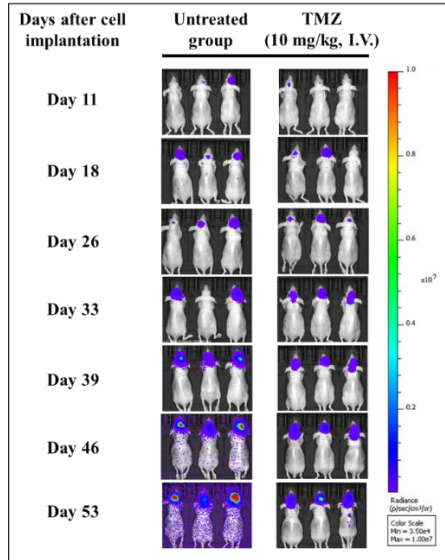 Days after cell implantation
Untreated group
TMZ (10 mg/kg, I.V.)
Day 11
Day 18
Day 26
Day 33
Day 39
Day 46
Day 53
1.0
0.8
0.6
x10⁷
0.4
0.2
Radiance
(p/sec/cm²/sr)
Color Scale
Min = 3.50e4
Max = 1.00e7